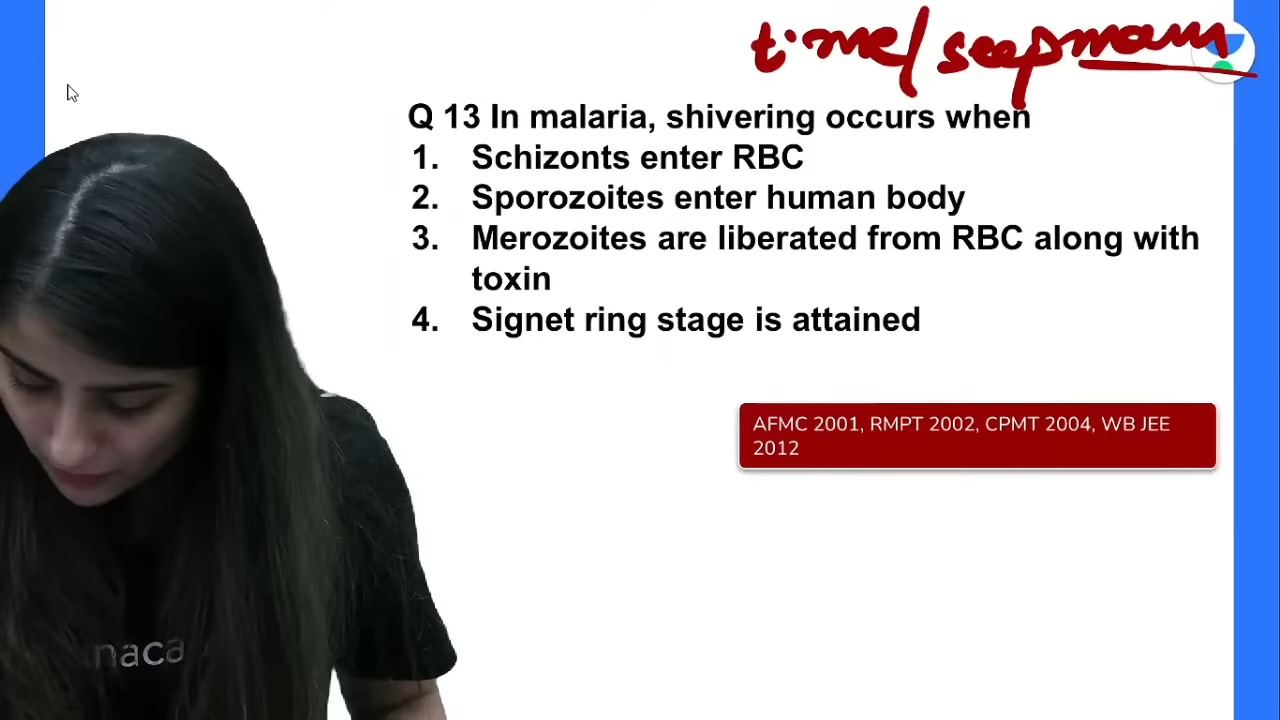 t.me/seepmam
Q 13 In malaria, shivering occurs when
1. Schizonts enter RBC
2. Sporozoites enter human body
3. Merozoites are liberated from RBC along with
toxin
4. Signet ring stage is attained
AFMC 2001, RMPT 2002, CPMT 2004, WB JEE
2012
naca